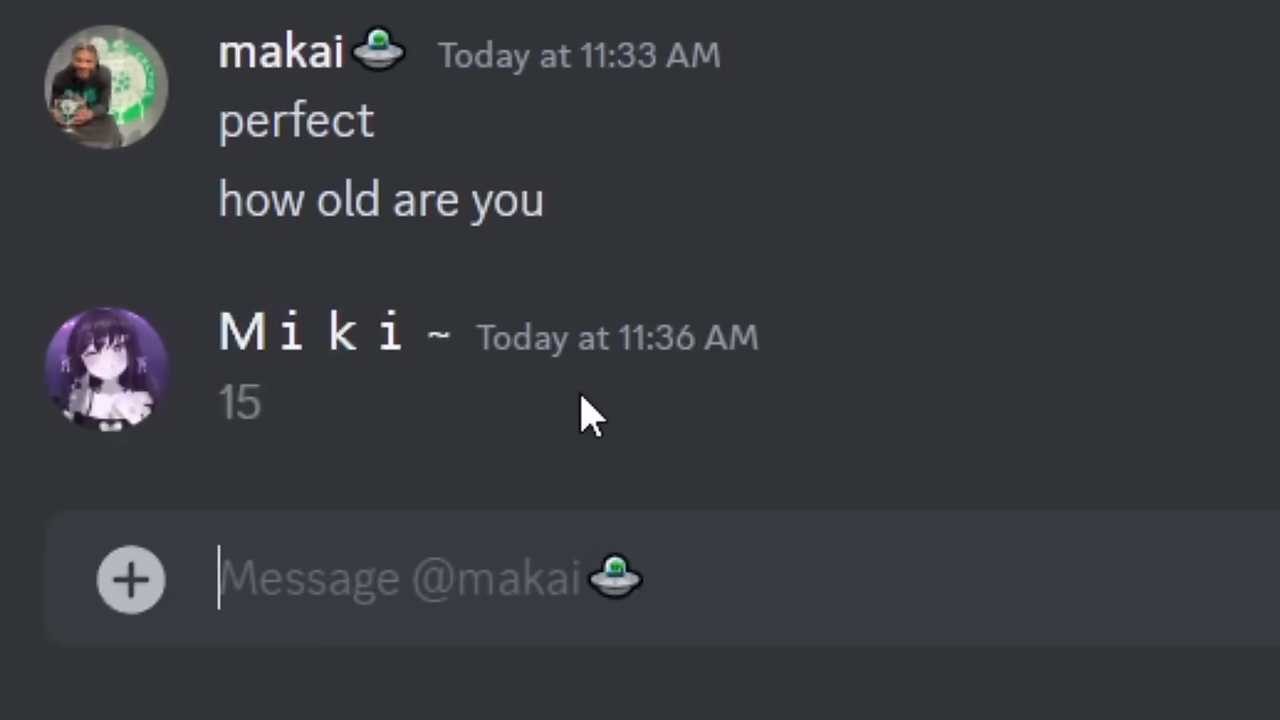 makai🛸 Today at 11:33 AM
perfect
how old are you
M i k i ~ Today at 11:36 AM
15
Message @makai🛸